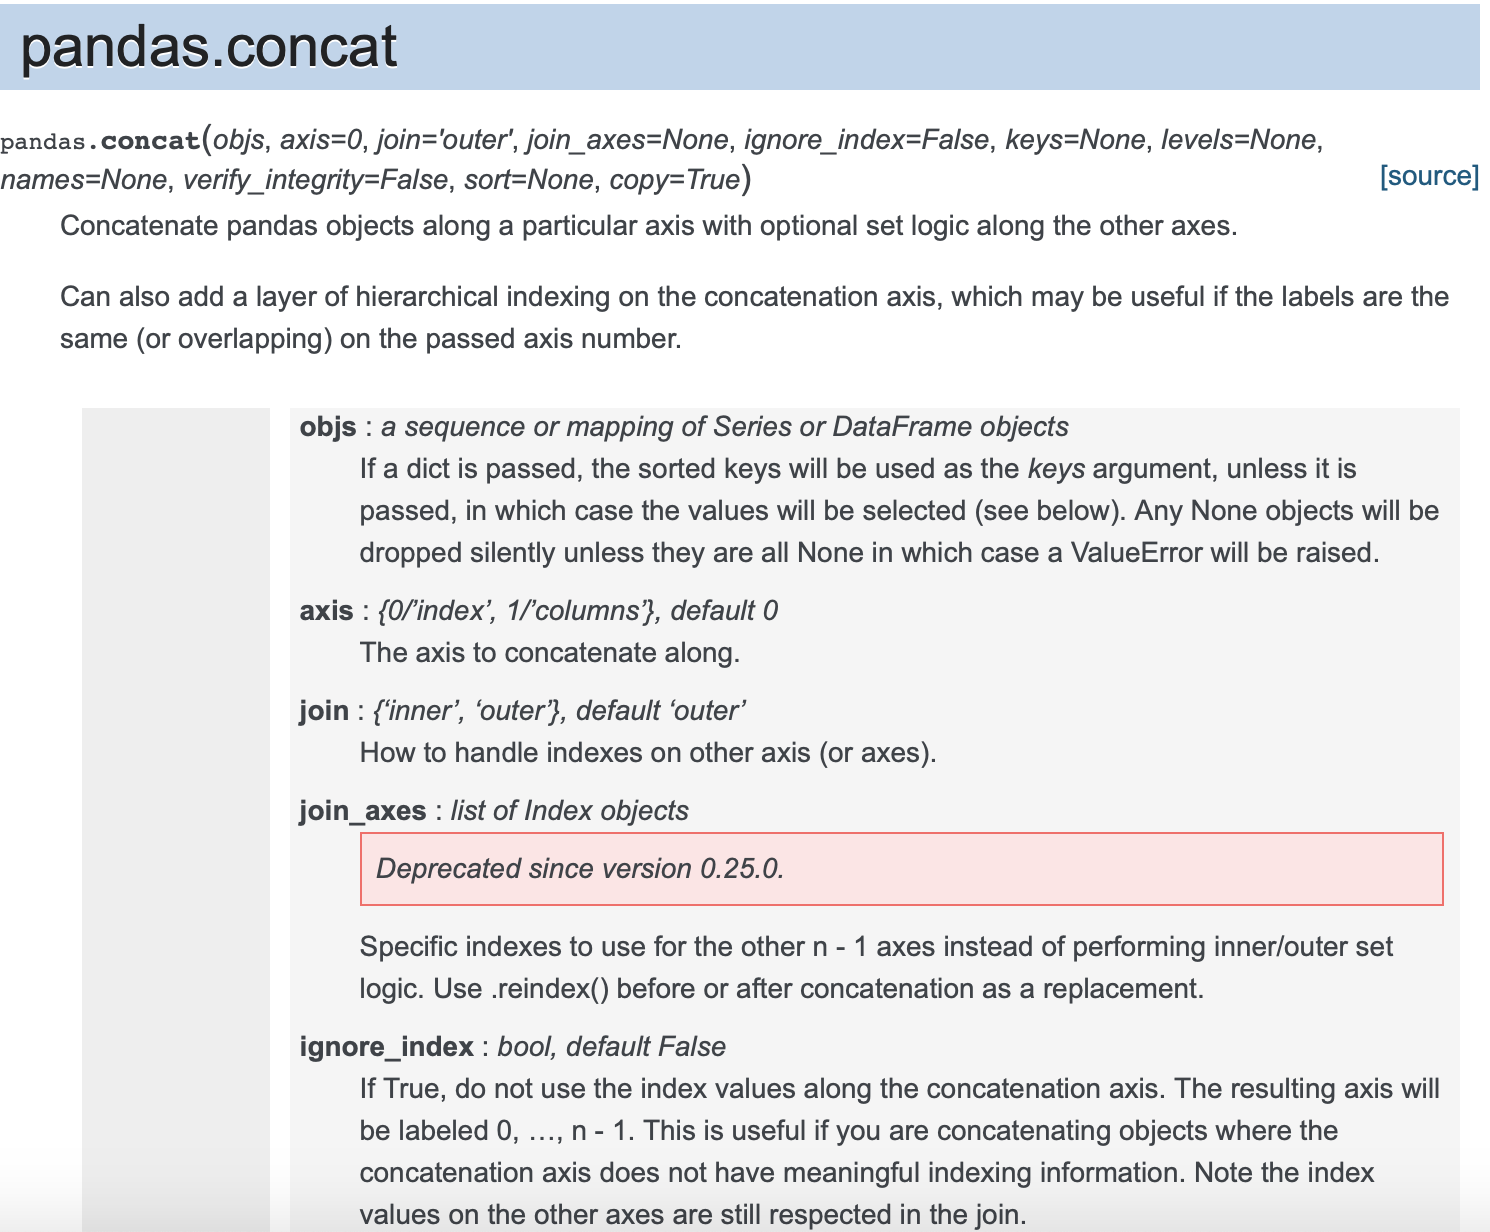 pandas.concat
pandas.concat(objs, axis=0, join='outer', join_axes=None, ignore_index=False, keys=None, levels=None,
names=None, verify_integrity=False, sort=None, copy=True)
[source]
Concatenate pandas objects along a particular axis with optional set logic along the other axes.
Can also add a layer of hierarchical indexing on the concatenation axis, which may be useful if the labels are the
same (or overlapping) on the passed axis number.
objs : a sequence or mapping of Series or DataFrame objects
If a dict is passed, the sorted keys will be used as the keys argument, unless it is
passed, in which case the values will be selected (see below). Any None objects will be
dropped silently unless they are all None in which case a ValueError will be raised.
axis : {0/’index’, 1/’columns’}, default 0
The axis to concatenate along.
join : {‘inner’, ‘outer’}, default ‘outer’
How to handle indexes on other axis (or axes).
join_axes : list of Index objects
Deprecated since version 0.25.0.
Specific indexes to use for the other n - 1 axes instead of performing inner/outer set
logic. Use .reindex() before or after concatenation as a replacement.
ignore_index : bool, default False
If True, do not use the index values along the concatenation axis. The resulting axis will
be labeled 0, …, n - 1. This is useful if you are concatenating objects where the
concatenation axis does not have meaningful indexing information. Note the index
values on the other axes are still respected in the join.